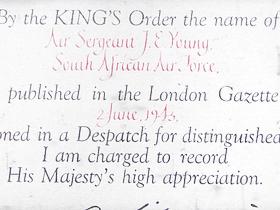 By the KING'S Order the name of
Air Sergeant J.E. Young,
South African Air Force,
published in the London Gazette
2 June, 1943.
oned in a Despatch for distinguished
I am charged to record
His Majesty's high appreciation.